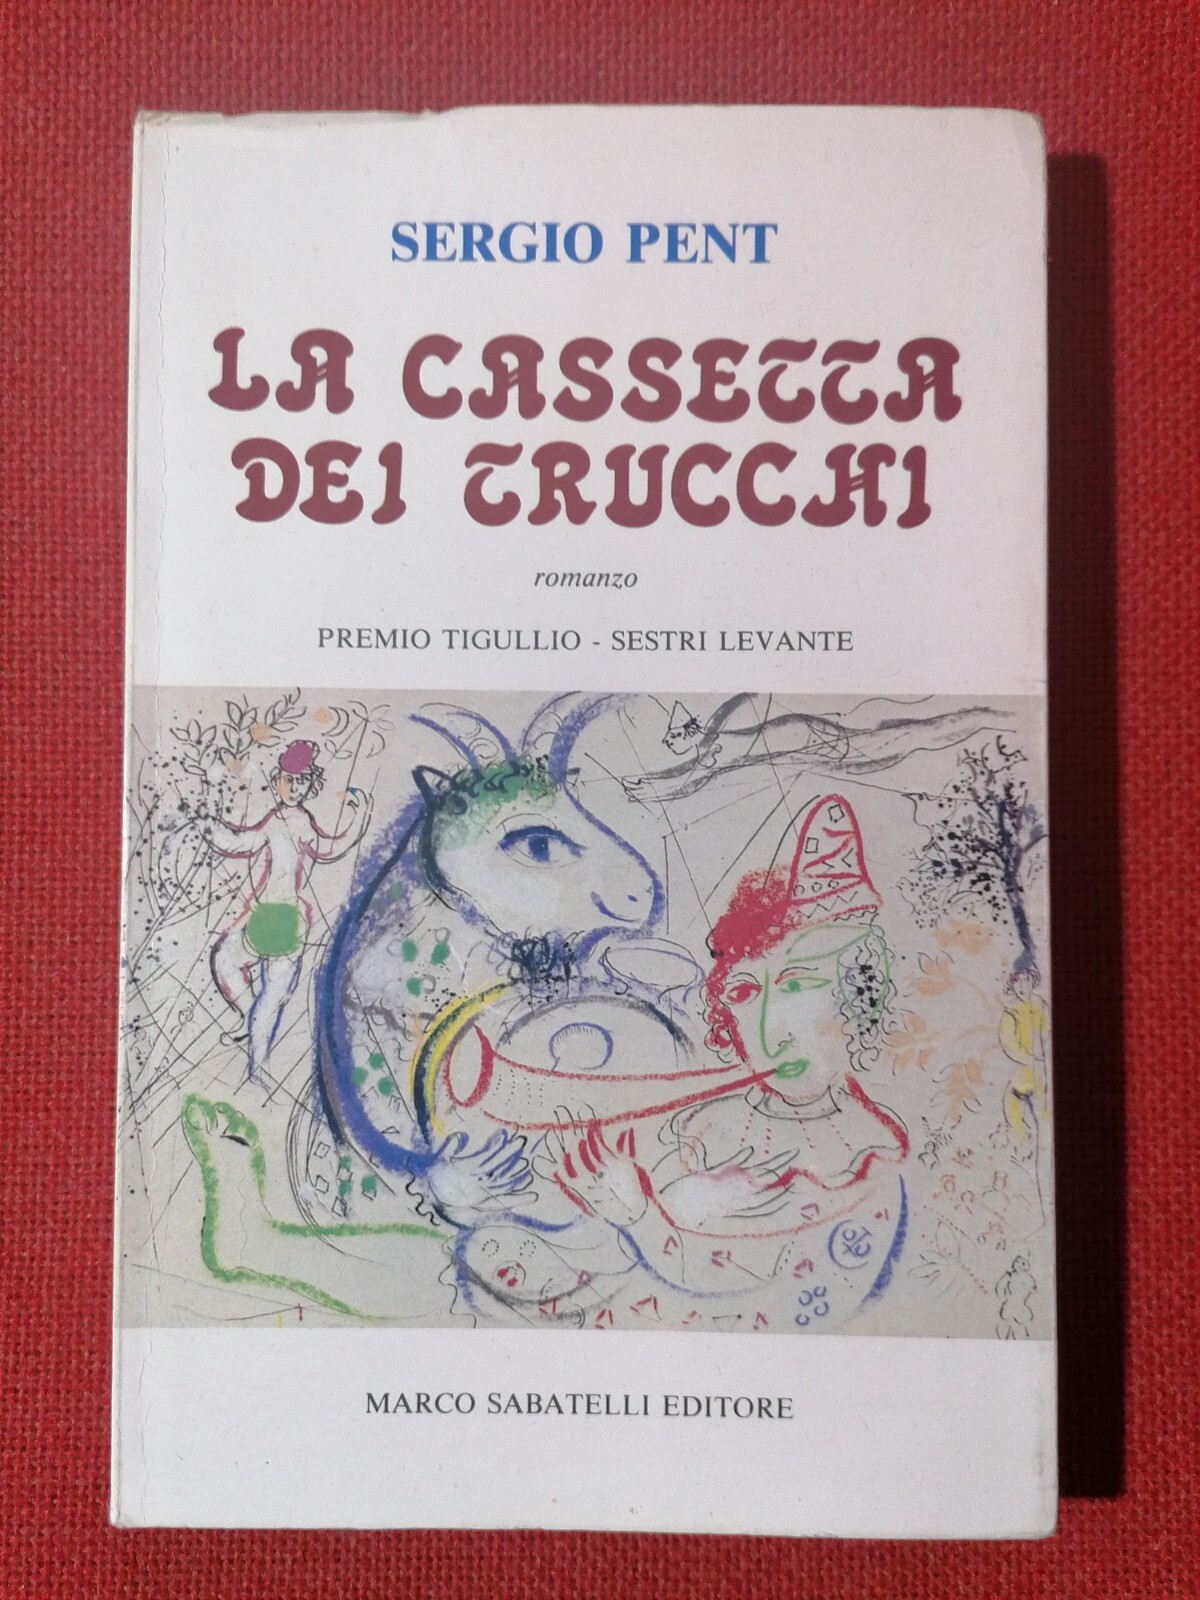 SERGIO PENT
LA CASSETTA
DEI TRUCCHI
romanzo
PREMIO TIGULLIO - SESTRI LEVANTE
MARCO SABATELLI EDITORE